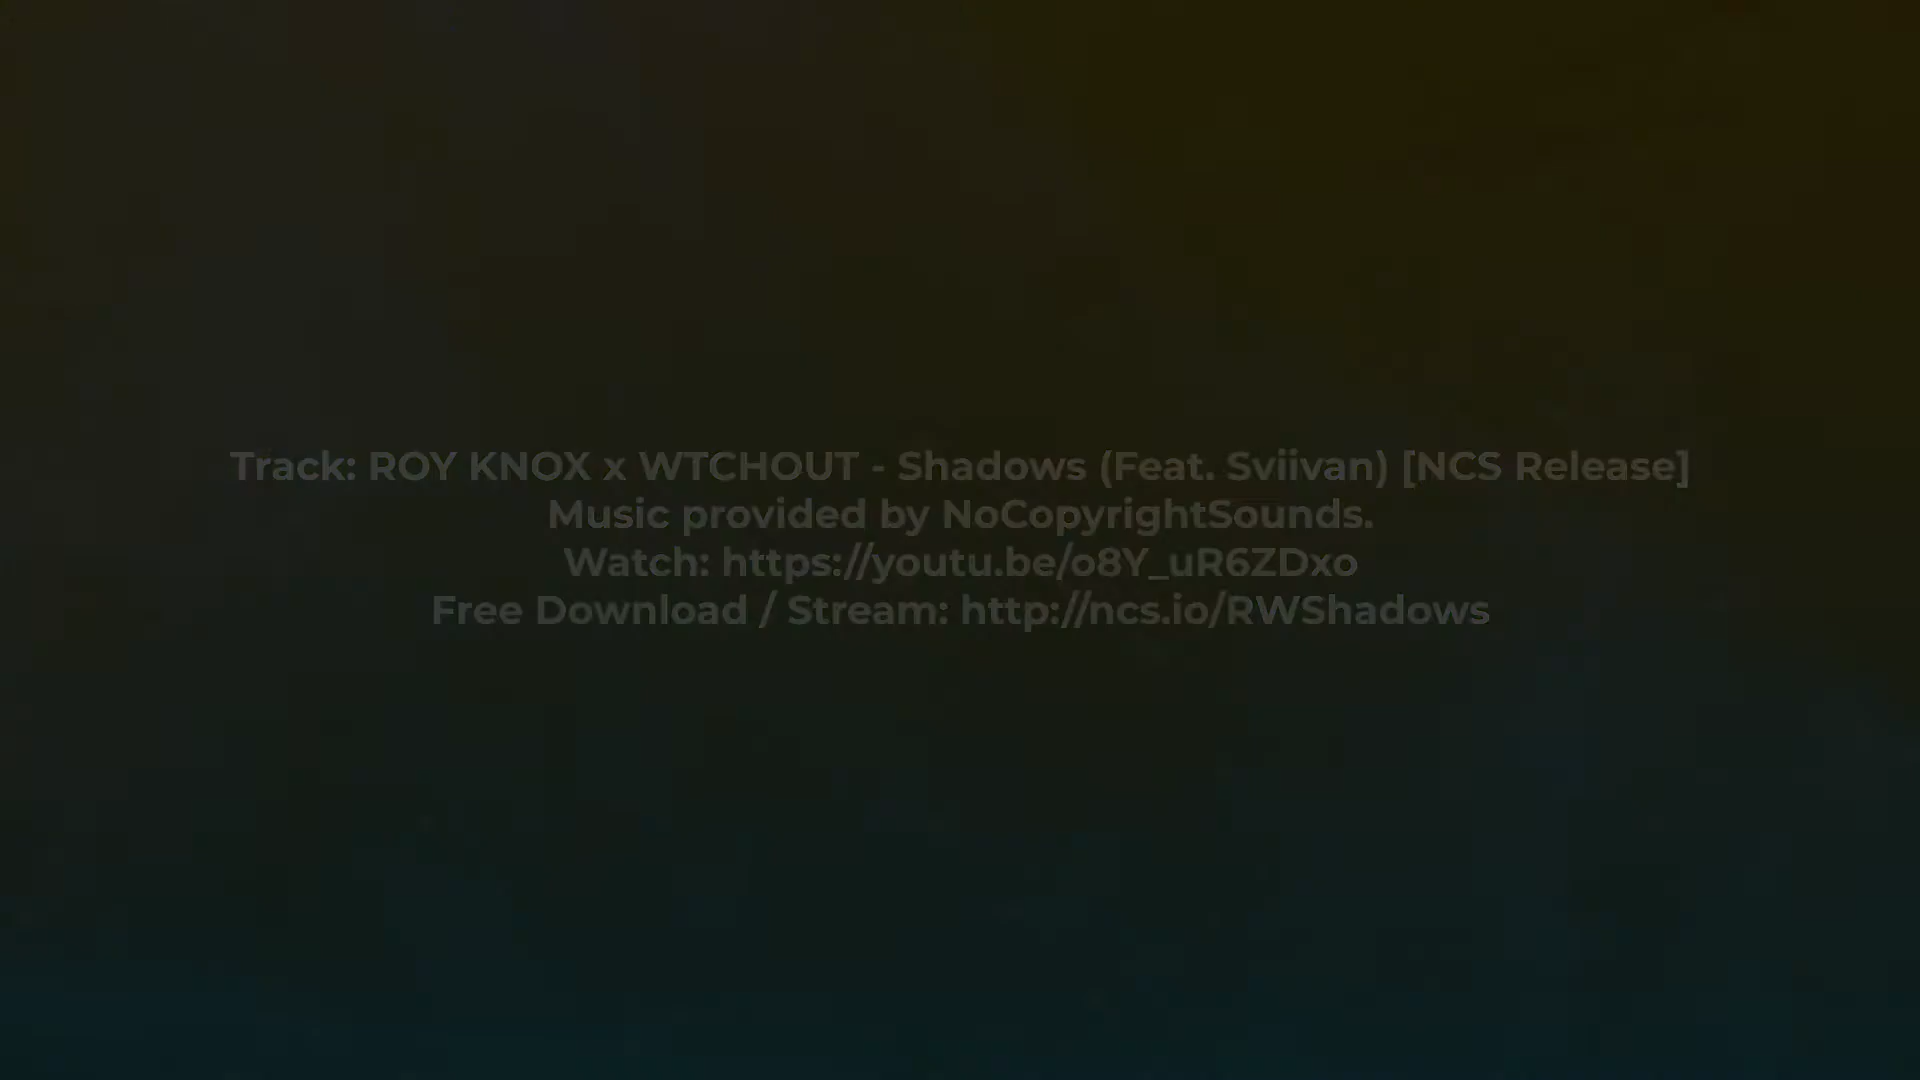 Track: ROY KNOX x WTCHOUT - Shadows (Feat. Sviivan) [NCS Release]
Music provided by NoCopyrightSounds.
Watch: https://youtu.be/o8Y_uR6ZDxo
Free Download / Stream: http://ncs.io/RWShadows